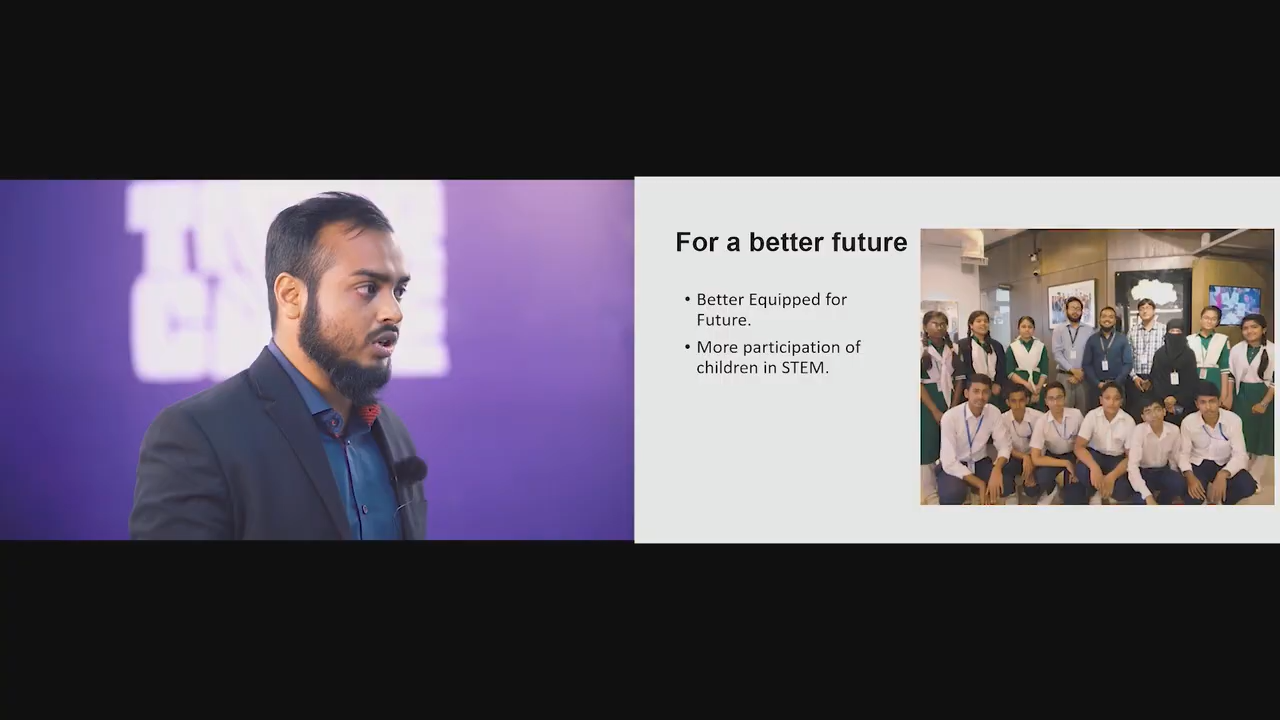 For a better future
• Better Equipped for
Future.
• More participation of
children in STEM.